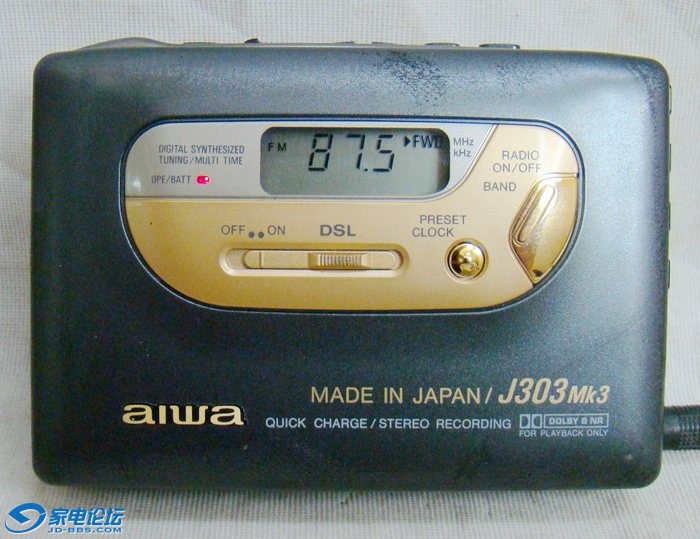 DIGITAL SYNTHESIZED
TUNING/MULTI TIME
OPE/BATT
FM 87.5 ▶FWD
MHz
kHz
RADIO
ON/OFF
BAND
OFF ●● ON DSL
PRESET
CLOCK
MADE IN JAPAN/ J303Mk3
aiwa
QUICK CHARGE/STEREO RECORDING DOLBY B NR
FOR PLAYBACK ONLY
家电论坛
JD-BBS.COM